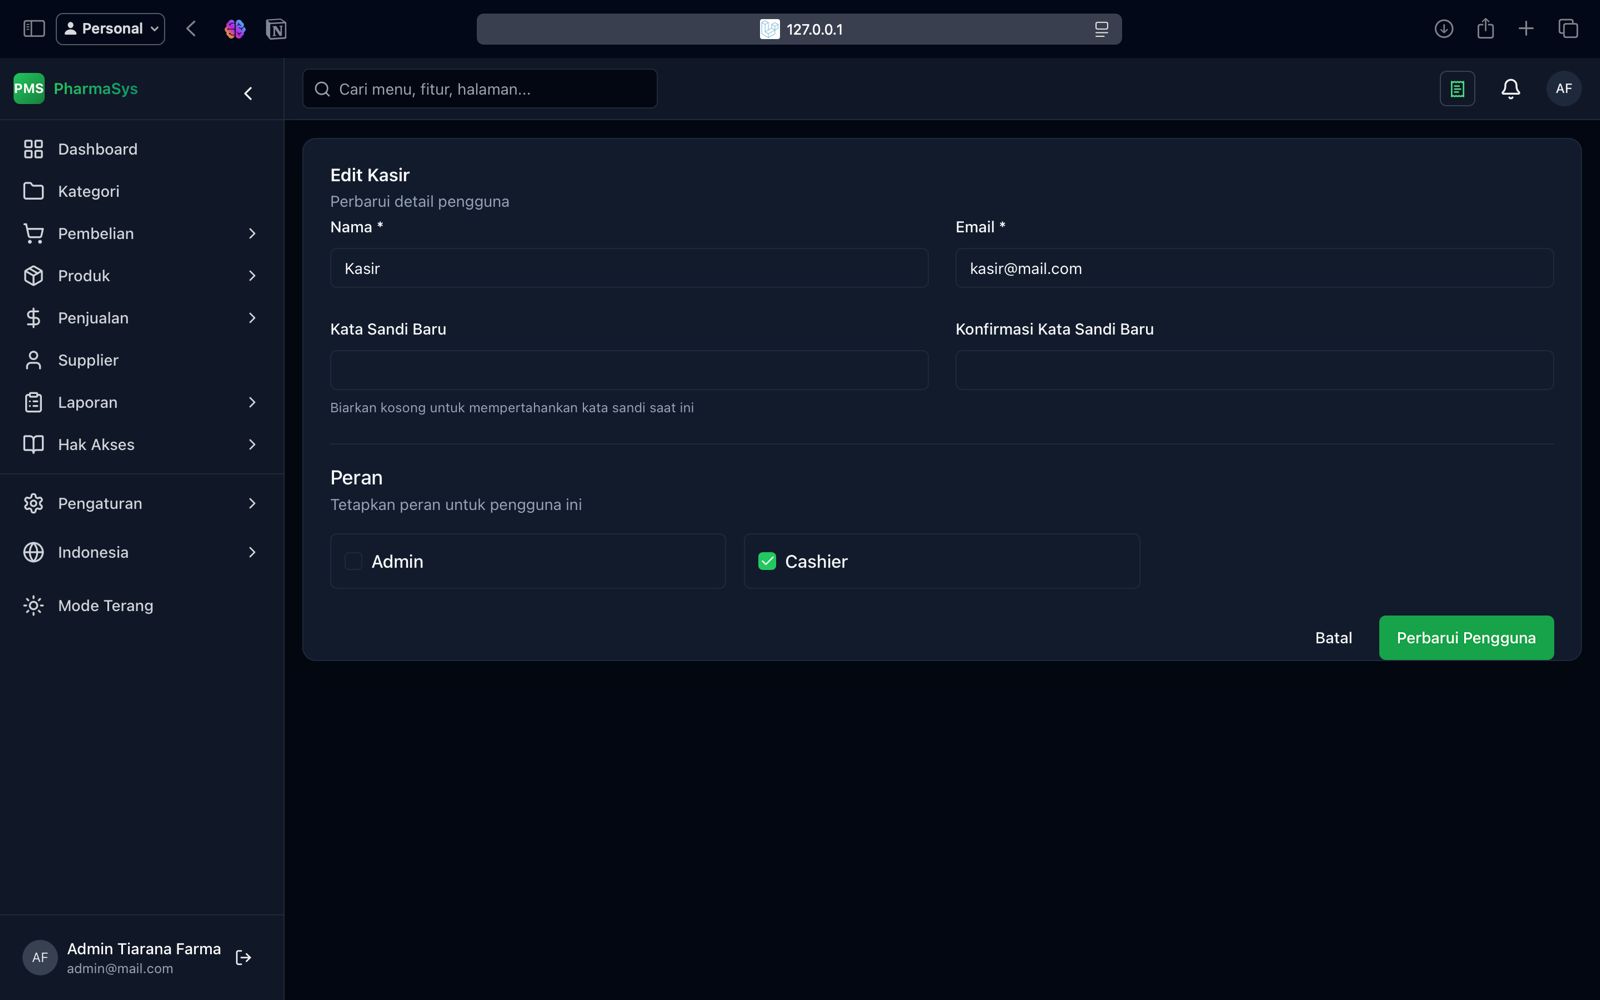 Personal
127.0.0.1
PMS PharmaSys
Cari menu, fitur, halaman...
AF
Dashboard
Kategori
Pembelian
Produk
Penjualan
Supplier
Laporan
Hak Akses
Pengaturan
Indonesia
Mode Terang
Edit Kasir
Perbarui detail pengguna
Nama *
Email *
Kasir
kasir@mail.com
Kata Sandi Baru
Konfirmasi Kata Sandi Baru
Biarkan kosong untuk mempertahankan kata sandi saat ini
Peran
Tetapkan peran untuk pengguna ini
Admin
Cashier
Batal
Perbarui Pengguna
AF
Admin Tiarana Farma
admin@mail.com